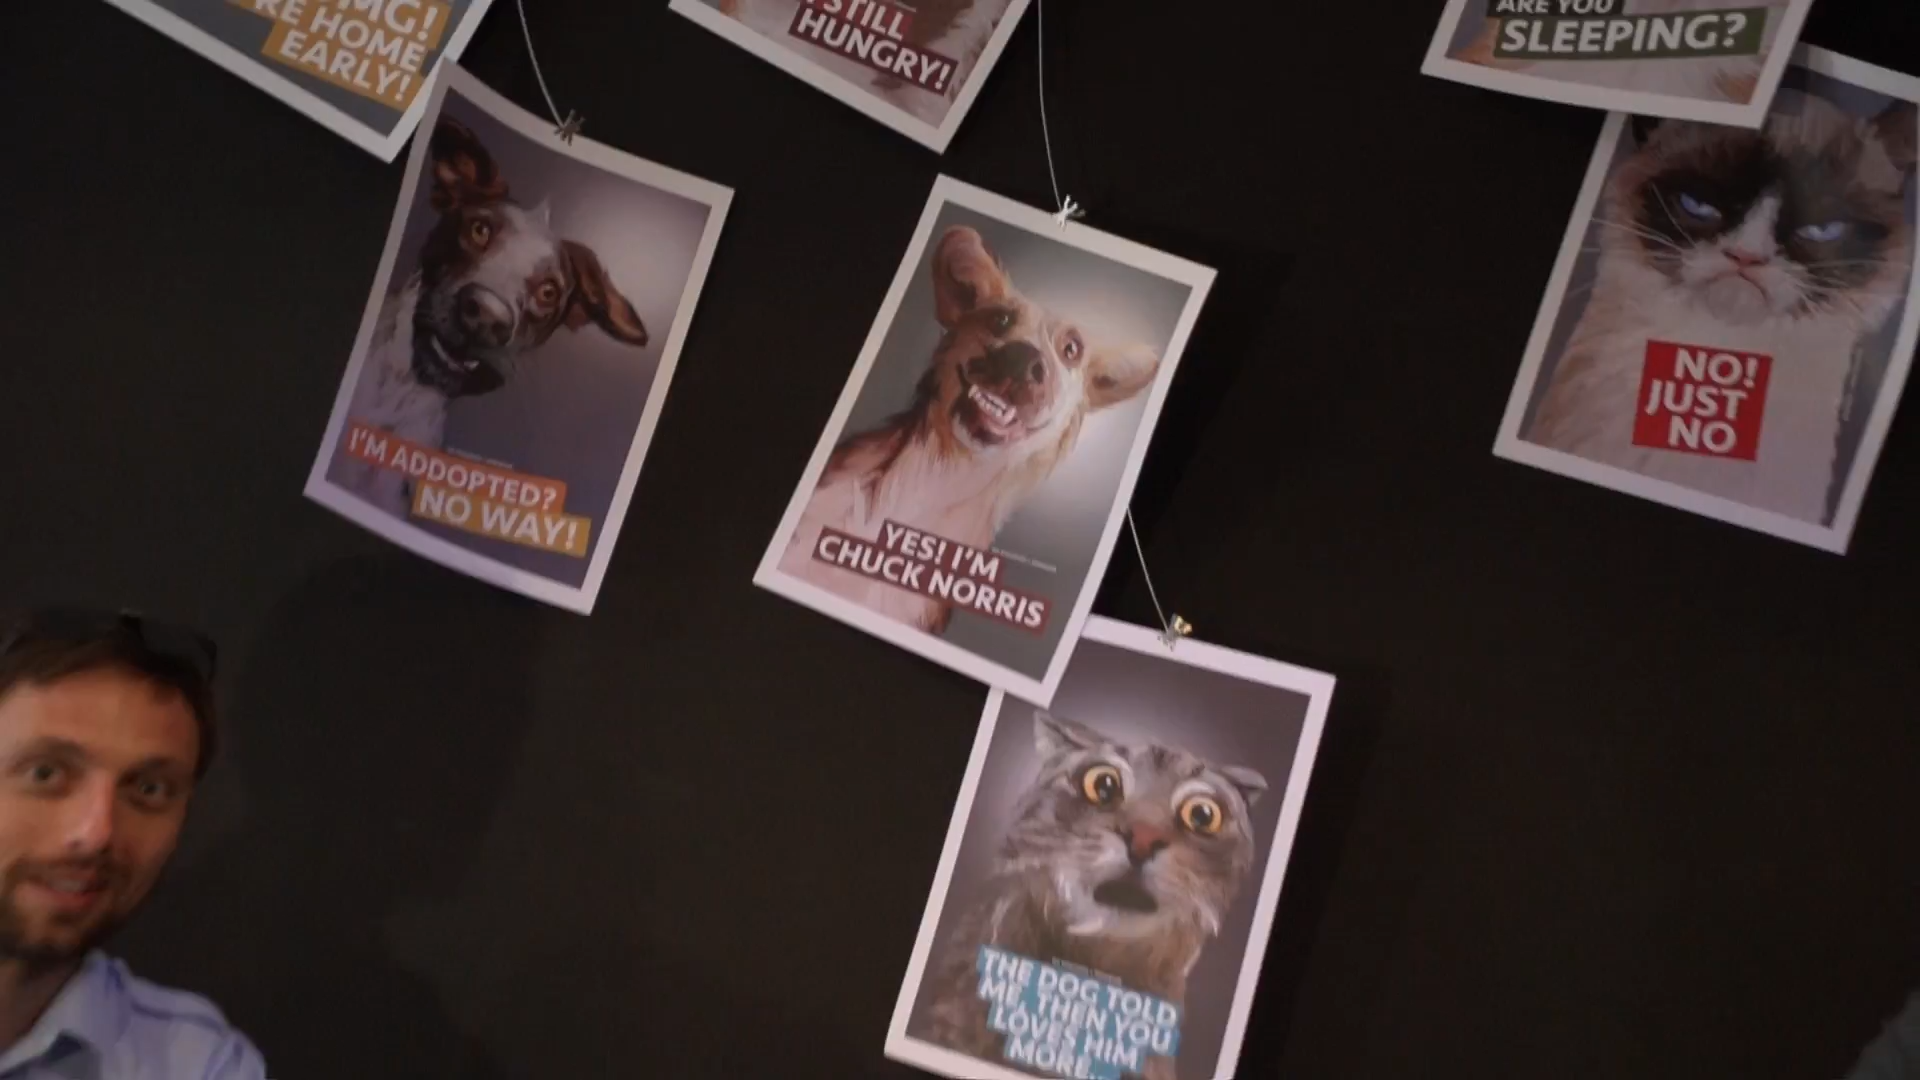 RE HOME
EARLY!
STILL
HUNGRY!
ARE YOU
SLEEPING?
I'M ADDOPTED?
NO WAY!
YES! I'M
CHUCK NORRIS
NO!
JUST
NO
THE DOG TOLD
ME, THEN YOU
LOVES HIM
MORE...